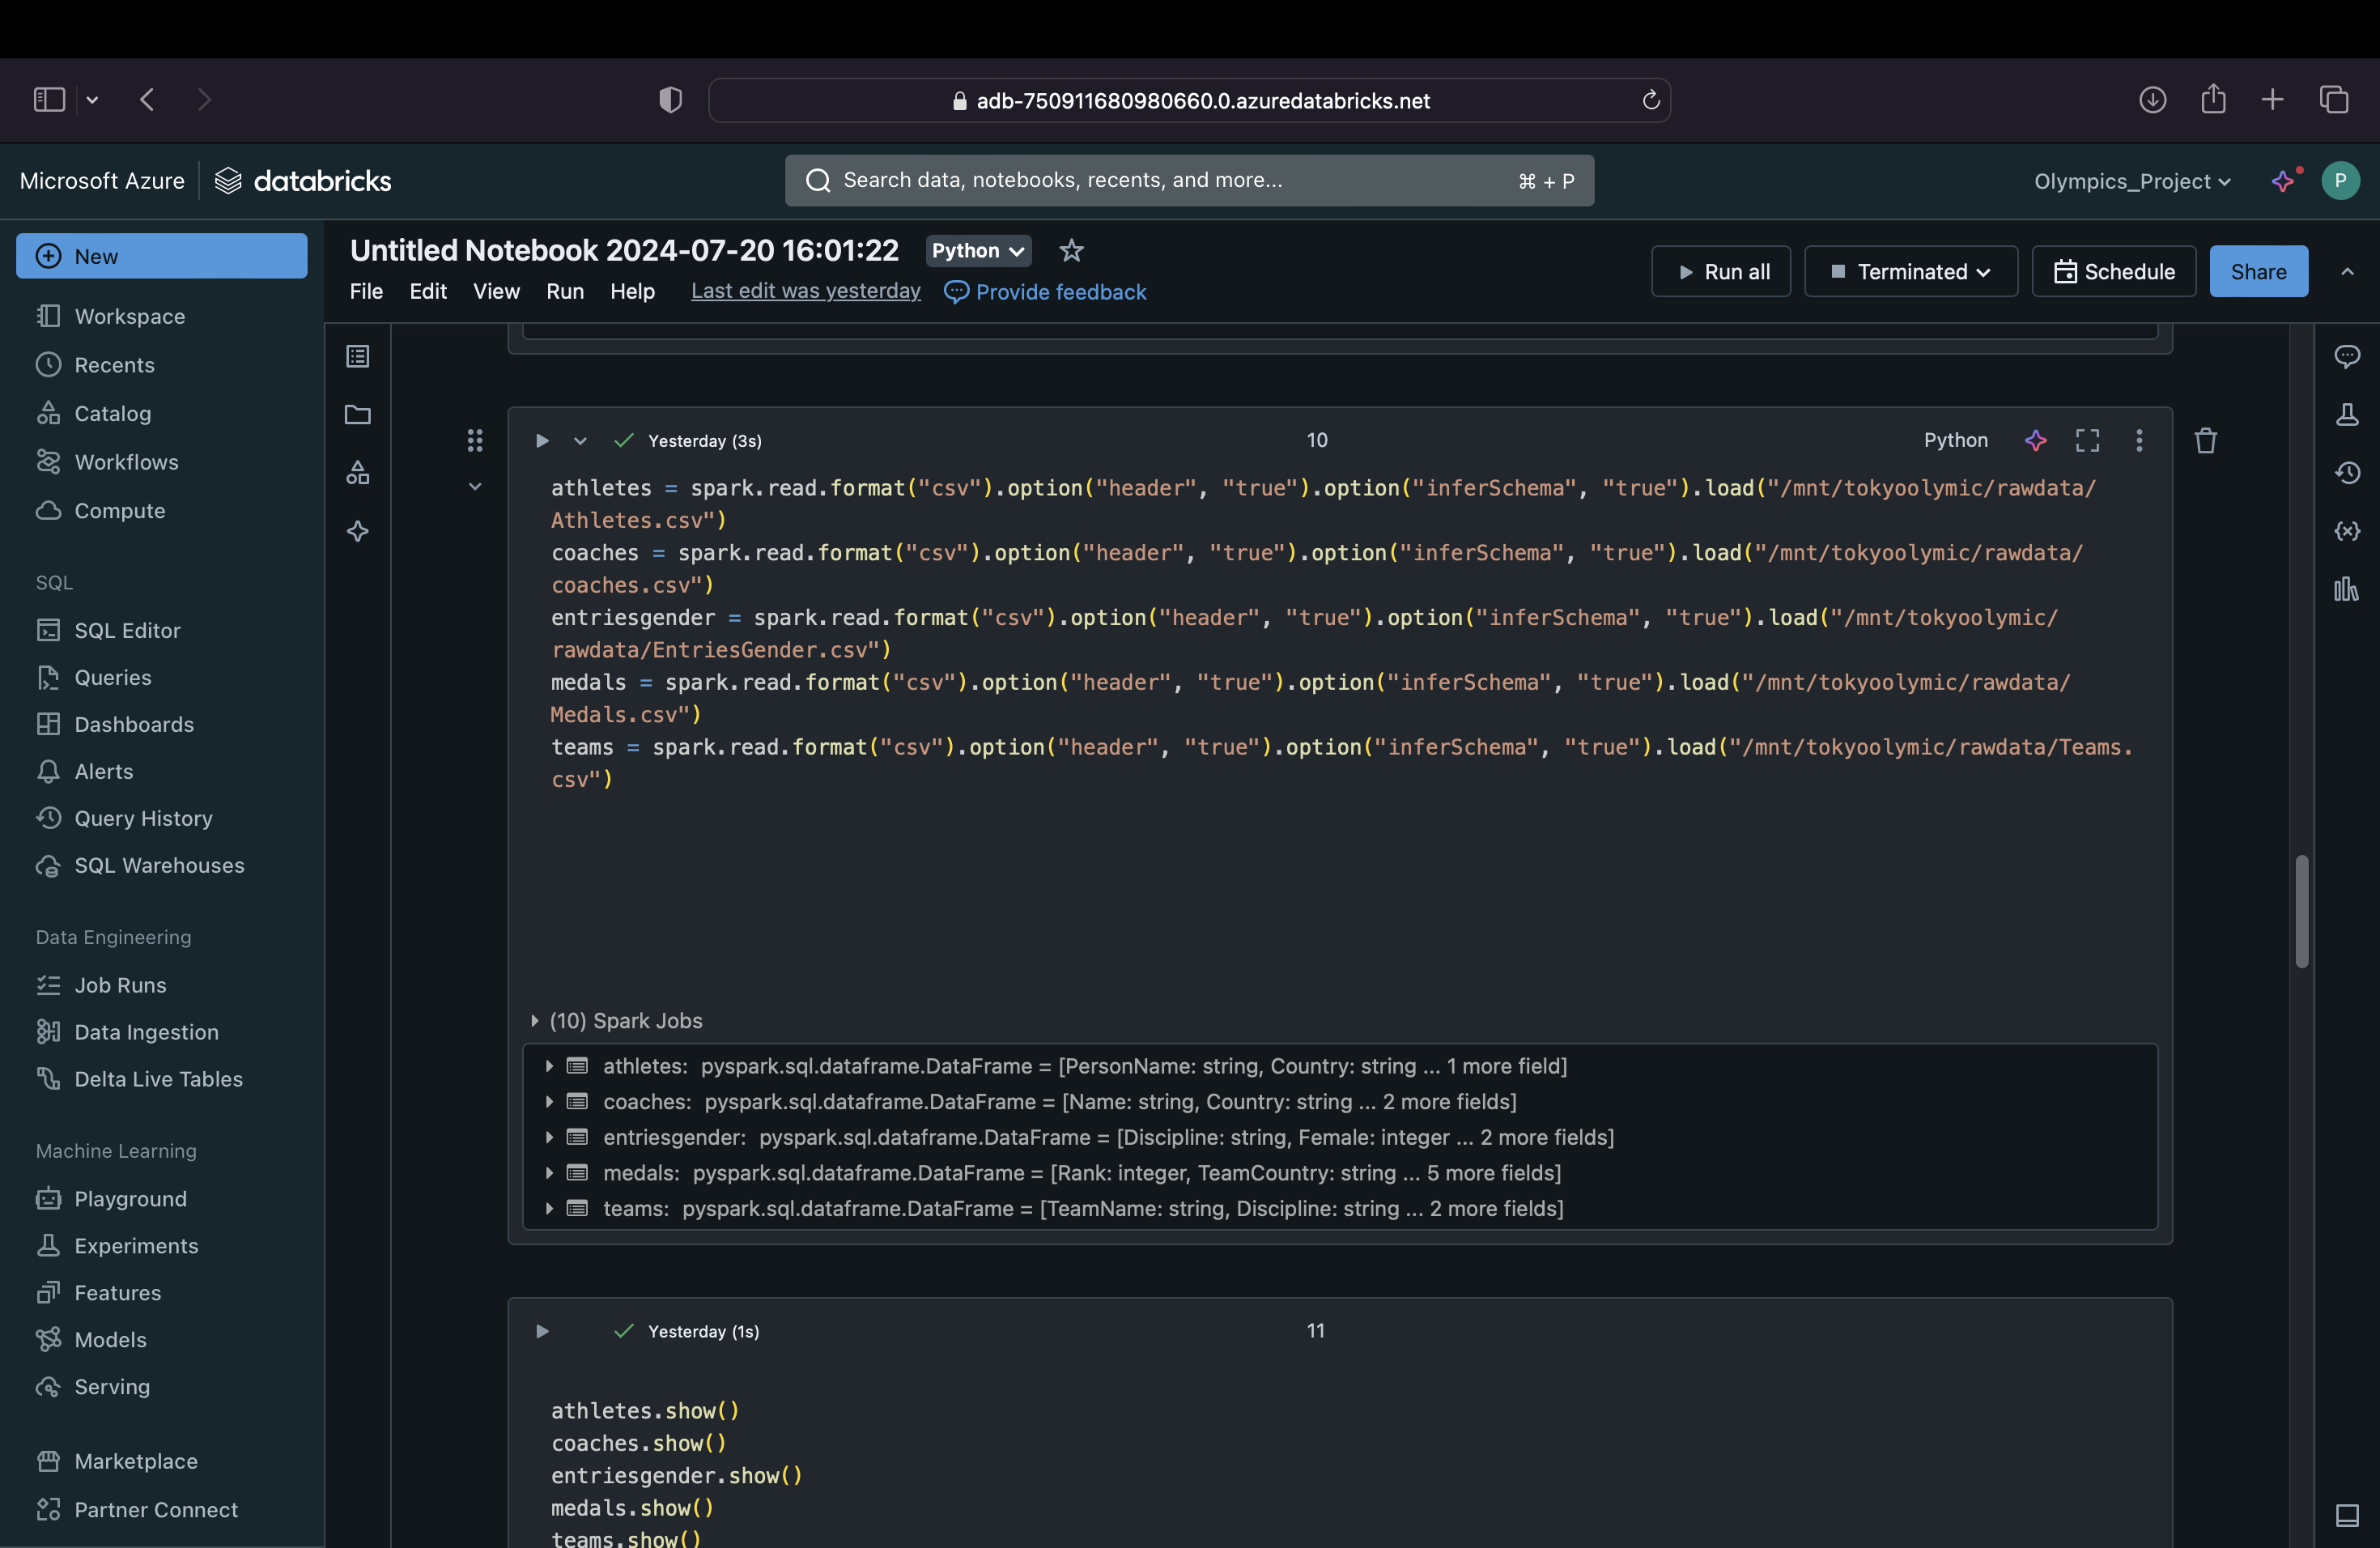 adb-750911680980660.0.azuredatabricks.net
Microsoft Azure databricks Search data, notebooks, recents, and more... ⌘ + P Olympics_Project P
New
Workspace
Recents
Catalog
Workflows
Compute
SQL
SQL Editor
Queries
Dashboards
Alerts
Query History
SQL Warehouses
Data Engineering
Job Runs
Data Ingestion
Delta Live Tables
Machine Learning
Playground
Experiments
Features
Models
Serving
Marketplace
Partner Connect
Untitled Notebook 2024-07-20 16:01:22 Python
File Edit View Run Help Last edit was yesterday Provide feedback
Run all Terminated Schedule Share
Yesterday (3s) 10 Python
athletes = spark.read.format("csv").option("header", "true").option("inferSchema", "true").load("/mnt/tokyoolymic/rawdata/
Athletes.csv")
coaches = spark.read.format("csv").option("header", "true").option("inferSchema", "true").load("/mnt/tokyoolymic/rawdata/
coaches.csv")
entriesgender = spark.read.format("csv").option("header", "true").option("inferSchema", "true").load("/mnt/tokyoolymic/
rawdata/EntriesGender.csv")
medals = spark.read.format("csv").option("header", "true").option("inferSchema", "true").load("/mnt/tokyoolymic/rawdata/
Medals.csv")
teams = spark.read.format("csv").option("header", "true").option("inferSchema", "true").load("/mnt/tokyoolymic/rawdata/Teams.
csv")
(10) Spark Jobs
athletes: pyspark.sql.dataframe.DataFrame = [PersonName: string, Country: string ... 1 more field]
coaches: pyspark.sql.dataframe.DataFrame = [Name: string, Country: string ... 2 more fields]
entriesgender: pyspark.sql.dataframe.DataFrame = [Discipline: string, Female: integer ... 2 more fields]
medals: pyspark.sql.dataframe.DataFrame = [Rank: integer, TeamCountry: string ... 5 more fields]
teams: pyspark.sql.dataframe.DataFrame = [TeamName: string, Discipline: string ... 2 more fields]
Yesterday (1s) 11
athletes.show()
coaches.show()
entriesgender.show()
medals.show()
teams.show()